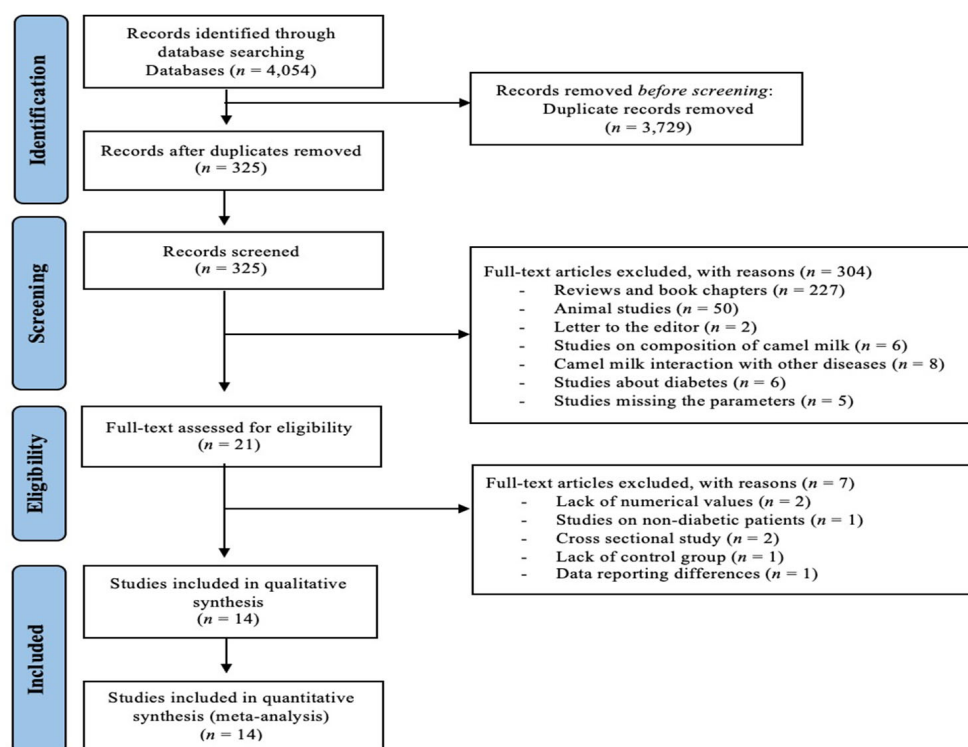 Identification
Records identified through
database searching
Databases (n = 4,054)
Records removed before screening:
Duplicate records removed
(n = 3,729)
Records after duplicates removed
(n = 325)
Screening
Records screened
(n = 325)
Full-text articles excluded, with reasons (n = 304)
- Reviews and book chapters (n = 227)
- Animal studies (n = 50)
- Letter to the editor (n = 2)
- Studies on composition of camel milk (n = 6)
- Camel milk interaction with other diseases (n = 8)
- Studies about diabetes (n = 6)
- Studies missing the parameters (n = 5)
Eligibility
Full-text assessed for eligibility
(n = 21)
Full-text articles excluded, with reasons (n = 7)
- Lack of numerical values (n = 2)
- Studies on non-diabetic patients (n = 1)
- Cross sectional study (n = 2)
- Lack of control group (n = 1)
- Data reporting differences (n = 1)
Included
Studies included in qualitative
synthesis
(n = 14)
Studies included in quantitative
synthesis (meta-analysis)
(n = 14)